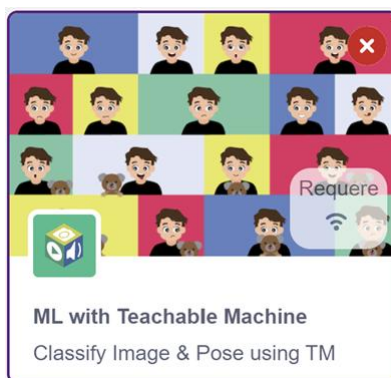 Requere
ML with Teachable Machine
Classify Image & Pose using TM